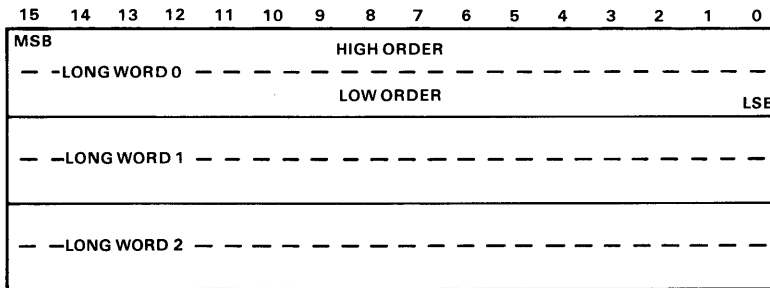 15 14 13 12 11 10 9 8 7 6 5 4 3 2 1 0
MSB HIGH ORDER
LONG WORD 0
LOW ORDER LSB
LONG WORD 1
LONG WORD 2